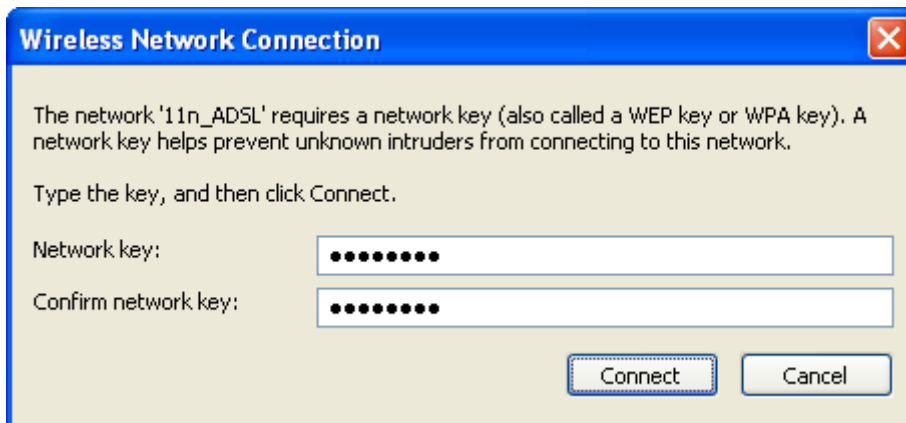 Wireless Network Connection
The network '11n_ADSL' requires a network key (also called a WEP key or WPA key). A
network key helps prevent unknown intruders from connecting to this network.
Type the key, and then click Connect.
Network key: ●●●●●●●●
Confirm network key: ●●●●●●●●
Connect Cancel